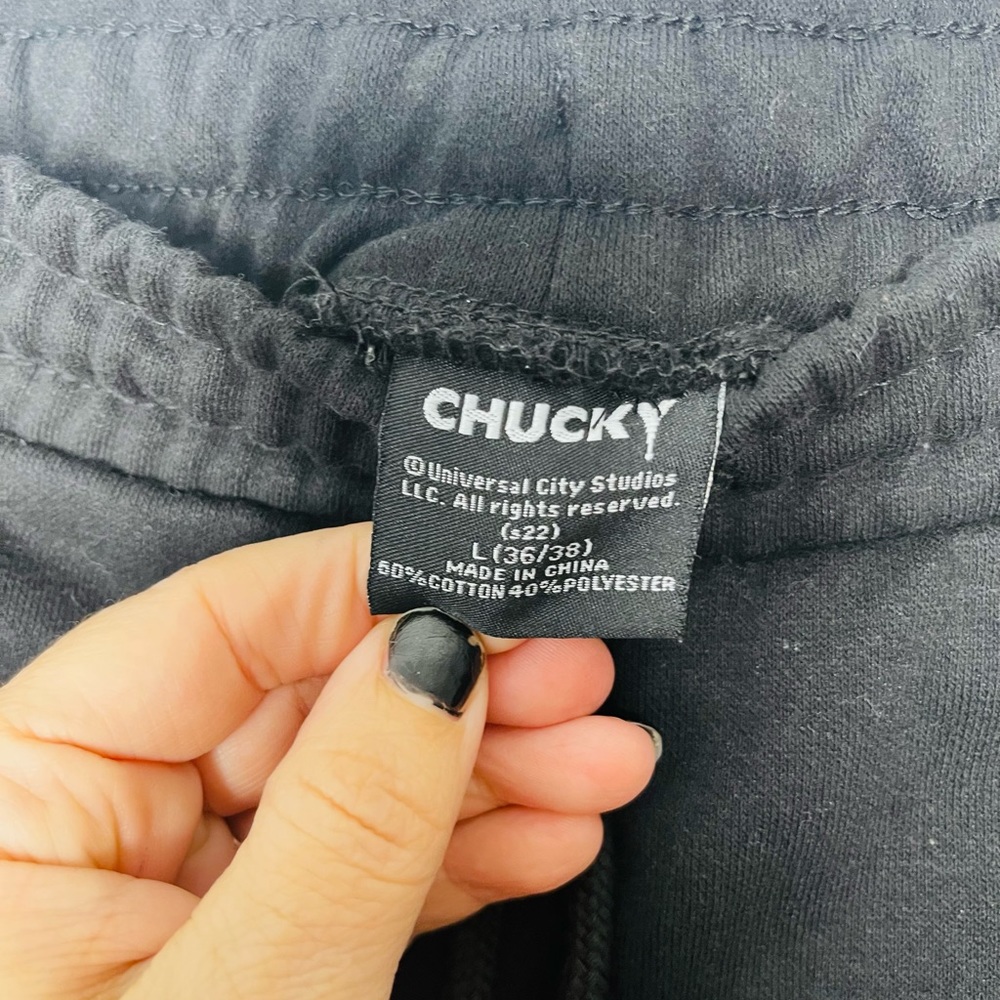 CHUCKY
©Universal City Studios
LLC. All rights reserved.
(s22)
L (36/38)
MADE IN CHINA
60%COTTON 40%POLYESTER